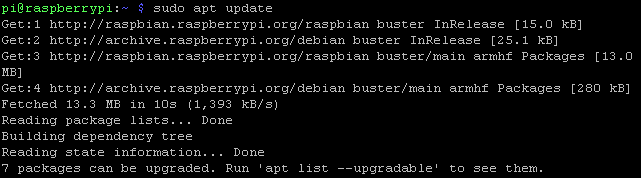 pi@raspberrypi:~ $ sudo apt update
Get:1 http://raspbian.raspberrypi.org/raspbian buster InRelease [15.0 kB]
Get:2 http://archive.raspberrypi.org/debian buster InRelease [25.1 kB]
Get:3 http://raspbian.raspberrypi.org/raspbian buster/main armhf Packages [13.0
MB]
Get:4 http://archive.raspberrypi.org/debian buster/main armhf Packages [280 kB]
Fetched 13.3 MB in 10s (1,393 kB/s)
Reading package lists... Done
Building dependency tree
Reading state information... Done
7 packages can be upgraded. Run 'apt list --upgradable' to see them.